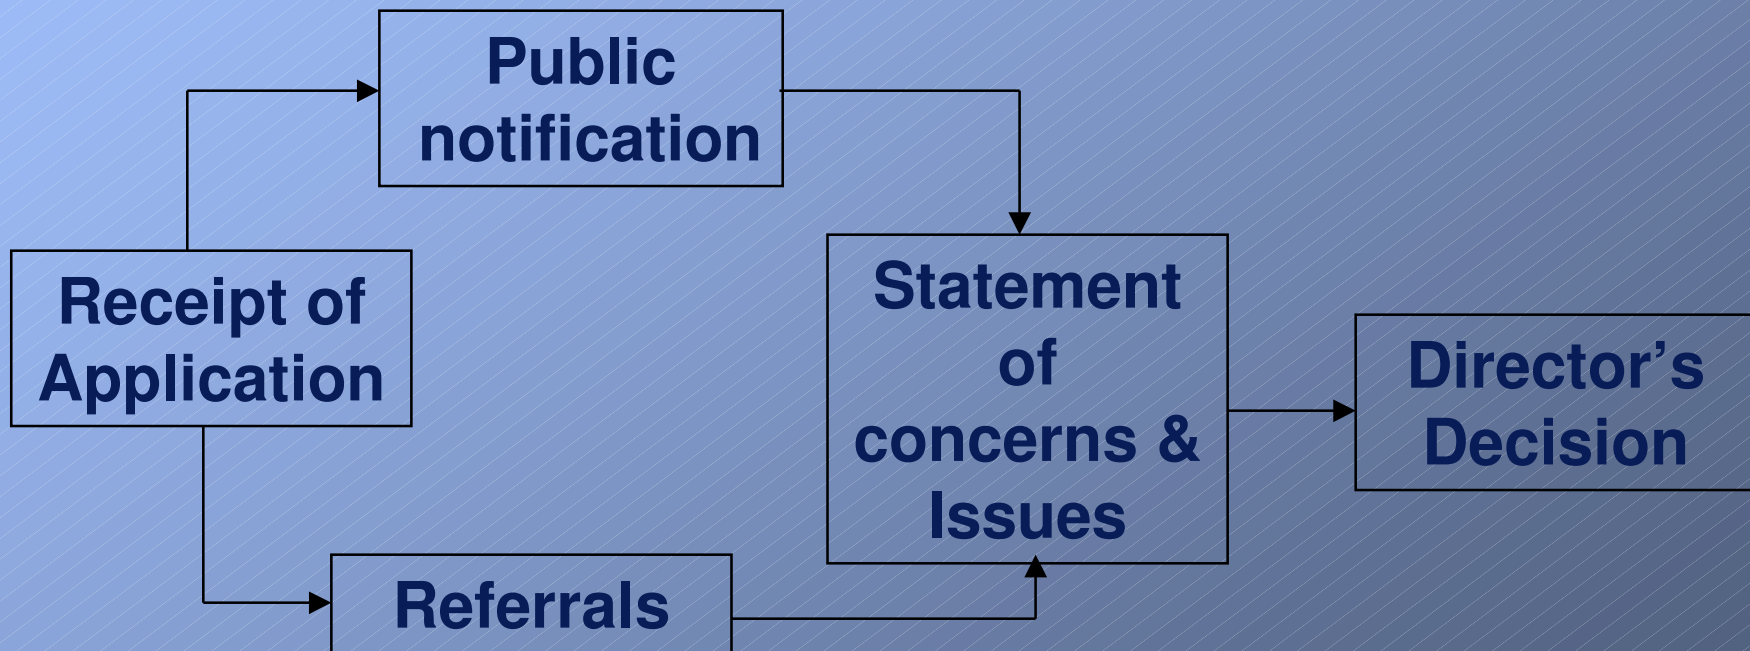 Public
notification
Receipt of
Application
Statement
of
concerns &
Issues
Director’s
Decision
Referrals